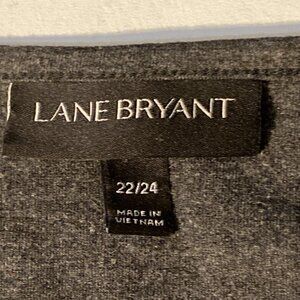 LANE BRYANT
22/24
MADE IN
VIETNAM